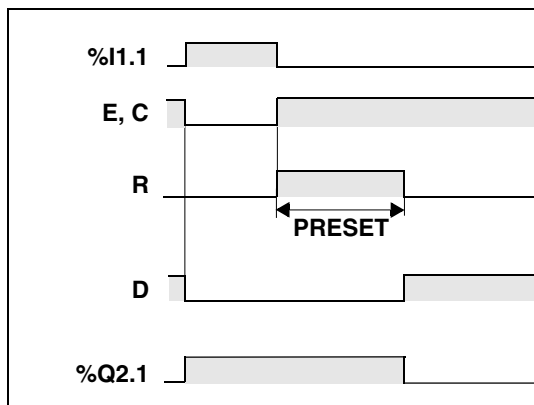 %I1.1
E, C
R
PRESET
D
%Q2.1